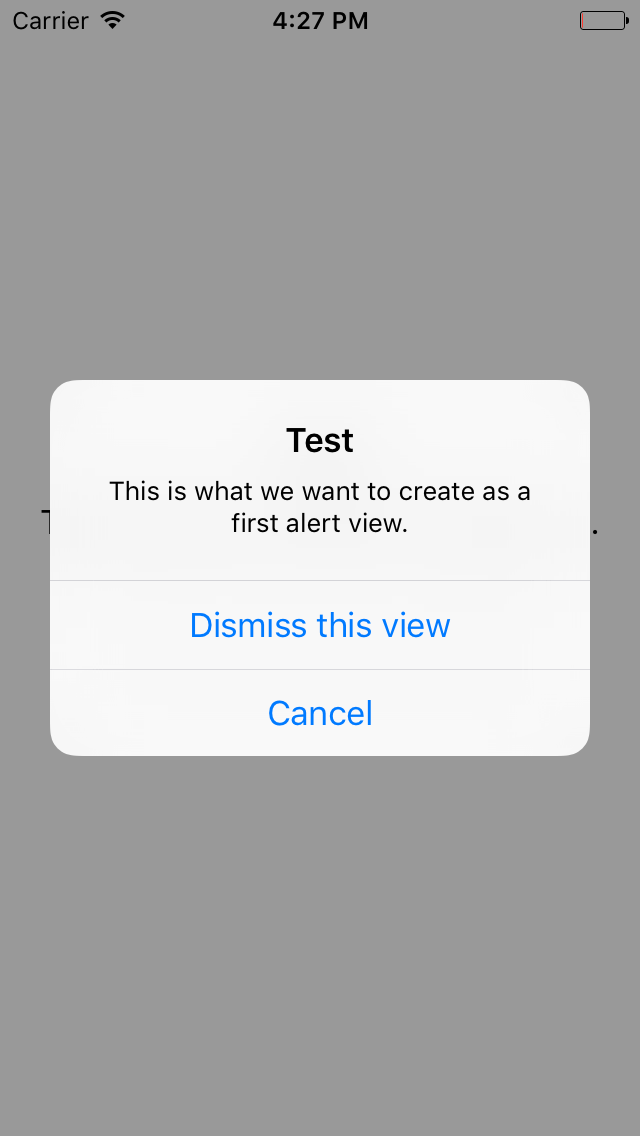 Carrier 4:27 PM
Test
This is what we want to create as a
first alert view.
Dismiss this view
Cancel